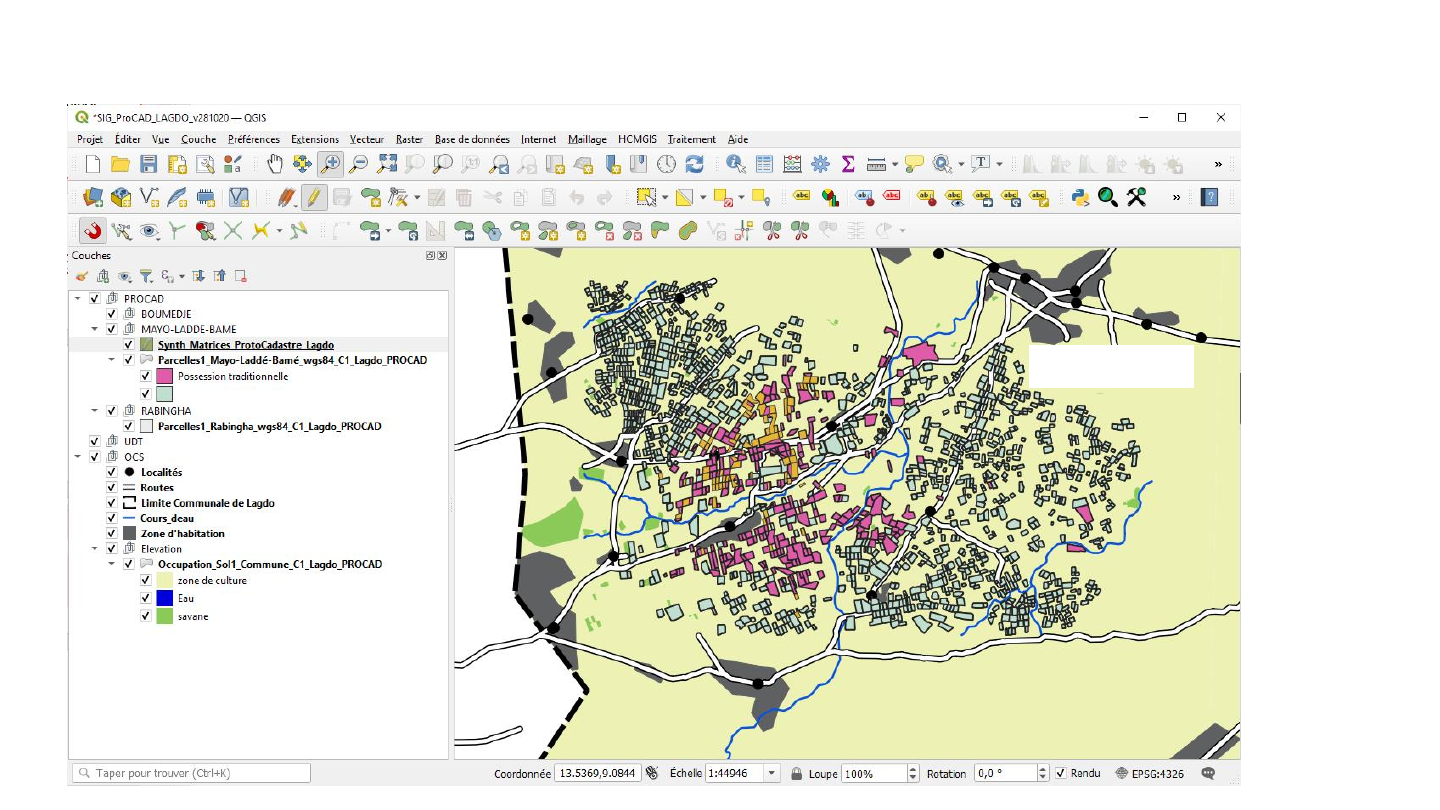 *SIG_ProCAD_LAGDO_v281020 — QGIS
Projet Éditer Vue Couche Préférences Extensions Vecteur Raster Base de données Internet Maillage HCMGIS Traitement Aide
Couches
PROCAD
BOUMEDJE
MAYO-LADDE-BAME
Synth_Matrices_ProtoCadastre_Lagdo
Parcelles1_Mayo-Laddé-Bamé_wgs84_C1_Lagdo_PROCAD
Possession traditionnelle
RABINGHA
Parcelles1_Rabingha_wgs84_C1_Lagdo_PROCAD
UDT
OCS
Localités
Routes
Limite Communale de Lagdo
Cours_deau
Zone d'habitation
Elevation
Occupation_Sol1_Commune_C1_Lagdo_PROCAD
zone de culture
Eau
savane
Taper pour trouver (Ctrl+K)
Coordonnée 13.5369,9.0844 Échelle 1:44946 Loupe 100% Rotation 0,0 ° Rendu EPSG:4326